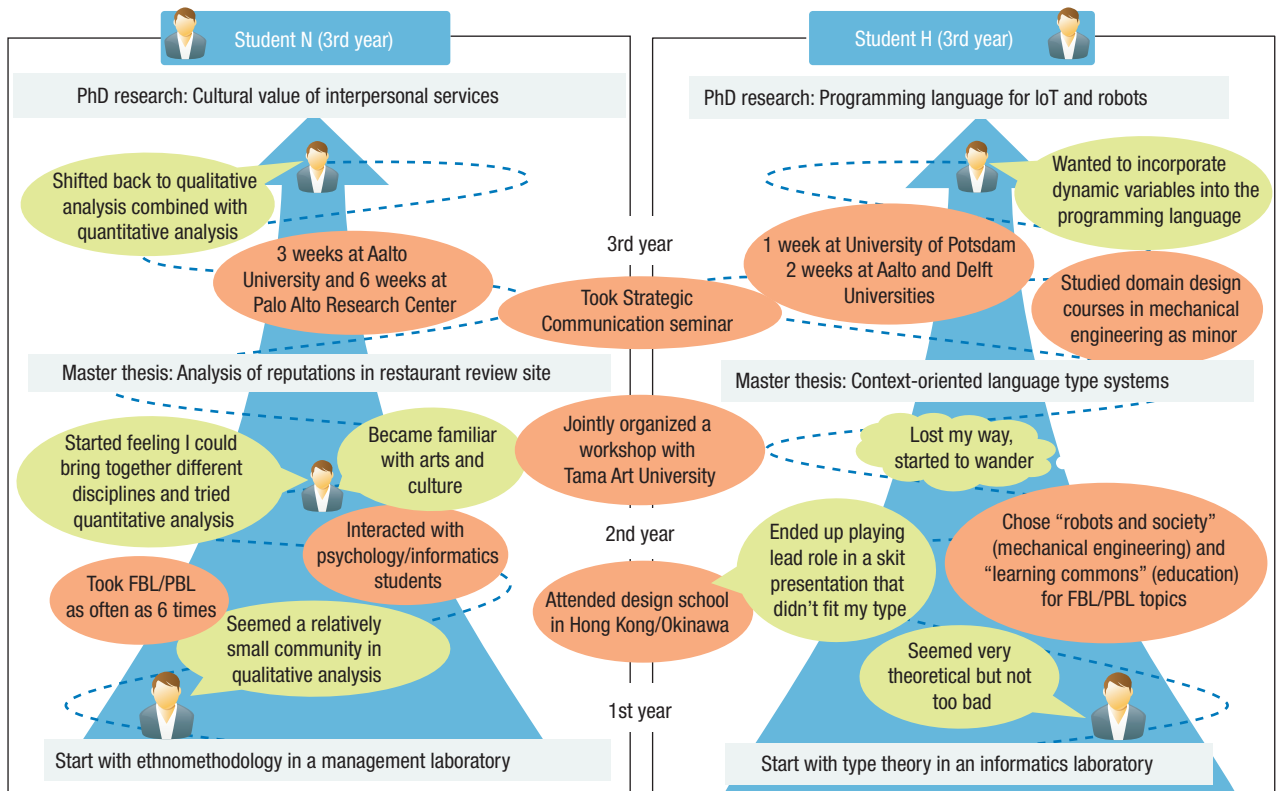 Student N (3rd year)
PhD research: Cultural value of interpersonal services
Shifted back to qualitative
analysis combined with
quantitative analysis
3 weeks at Aalto
University and 6 weeks at
Palo Alto Research Center
Master thesis: Analysis of reputations in restaurant review site
Started feeling I could
bring together different
disciplines and tried
quantitative analysis
Became familiar
with arts and
culture
Interacted with
psychology/informatics
students
Took FBL/PBL
as often as 6 times
Seemed a relatively
small community in
qualitative analysis
Start with ethnomethodology in a management laboratory
3rd year
Took Strategic
Communication seminar
Jointly organized a
workshop with
Tama Art University
2nd year
Attended design school
in Hong Kong/Okinawa
1st year
Student H (3rd year)
PhD research: Programming language for IoT and robots
Wanted to incorporate
dynamic variables into the
programming language
1 week at University of Potsdam
2 weeks at Aalto and Delft
Universities
Studied domain design
courses in mechanical
engineering as minor
Master thesis: Context-oriented language type systems
Lost my way,
started to wander
Ended up playing
lead role in a skit
presentation that
didn’t fit my type
Chose “robots and society”
(mechanical engineering) and
“learning commons” (education)
for FBL/PBL topics
Seemed very
theoretical but not
too bad
Start with type theory in an informatics laboratory